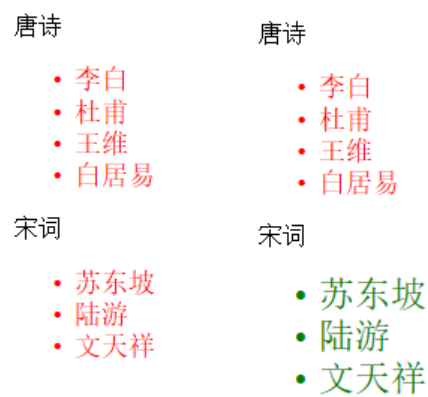 唐诗
• 李白
• 杜甫
• 王维
• 白居易
宋词
• 苏东坡
• 陆游
• 文天祥
唐诗
• 李白
• 杜甫
• 王维
• 白居易
宋词
• 苏东坡
• 陆游
• 文天祥